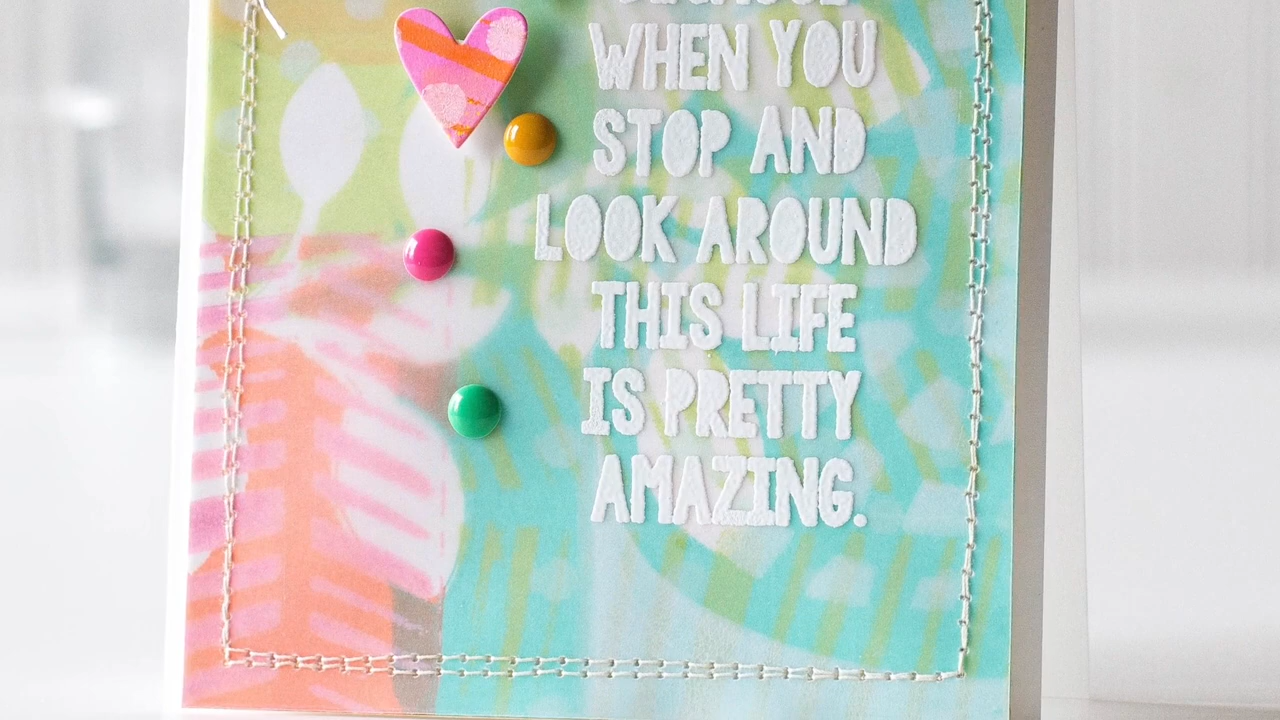 WHEN YOU
STOP AND
LOOK AROUND
THIS LIFE
IS PRETTY
AMAZING.